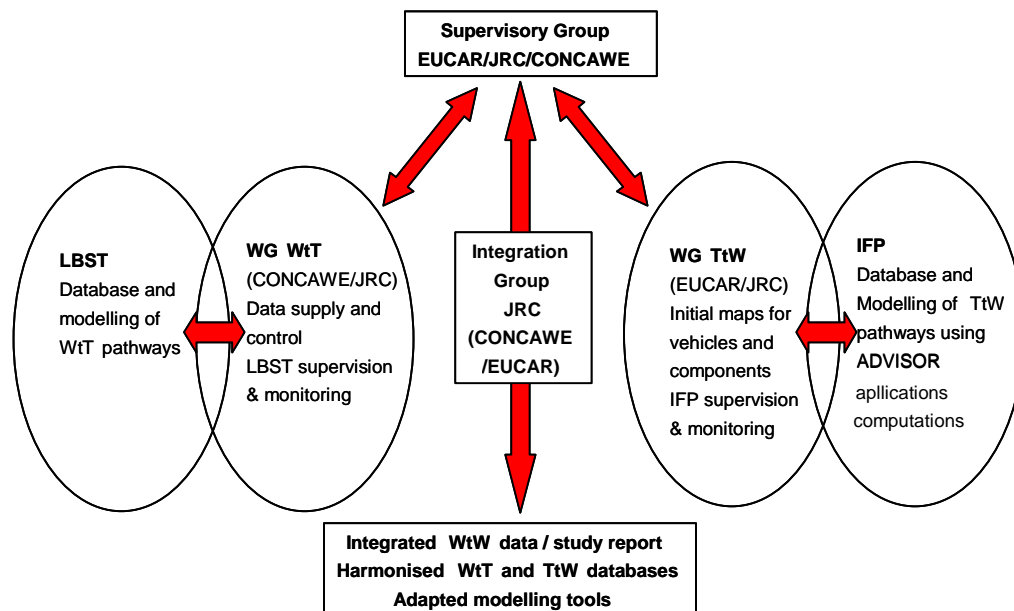 Supervisory Group
EUCAR/JRC/CONCAWE
LBST
Database and
modelling of
WtT pathways
WG WtT
(CONCAWE/JRC)
Data supply and
control
LBST supervision
& monitoring
Integration
Group
JRC
(CONCAWE
/EUCAR)
WG TtW
(EUCAR/JRC)
Initial maps for
vehicles and
components
IFP supervision
& monitoring
IFP
Database and
Modelling of TtW
pathways using
ADVISOR
apllications
computations
Integrated WtW data / study report
Harmonised WtT and TtW databases
Adapted modelling tools